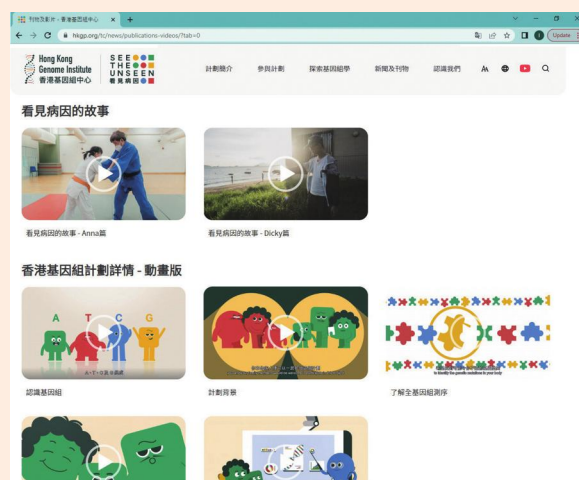 刊物及影片 - 香港基因組中心
hkgp.org/tc/news/publications-videos/?tab=0
Update
Hong Kong
Genome Institute
香港基因組中心
SEE
THE
UNSEEN
看見病因
計劃簡介 參與計劃 探索基因組學 新聞及刊物 認識我們
看見病因的故事
看見病因的故事 - Anna篇 看見病因的故事 - Dicky篇
香港基因組計劃詳情 - 動畫版
A T C G
認識基因組 計劃背景 了解全基因組測序